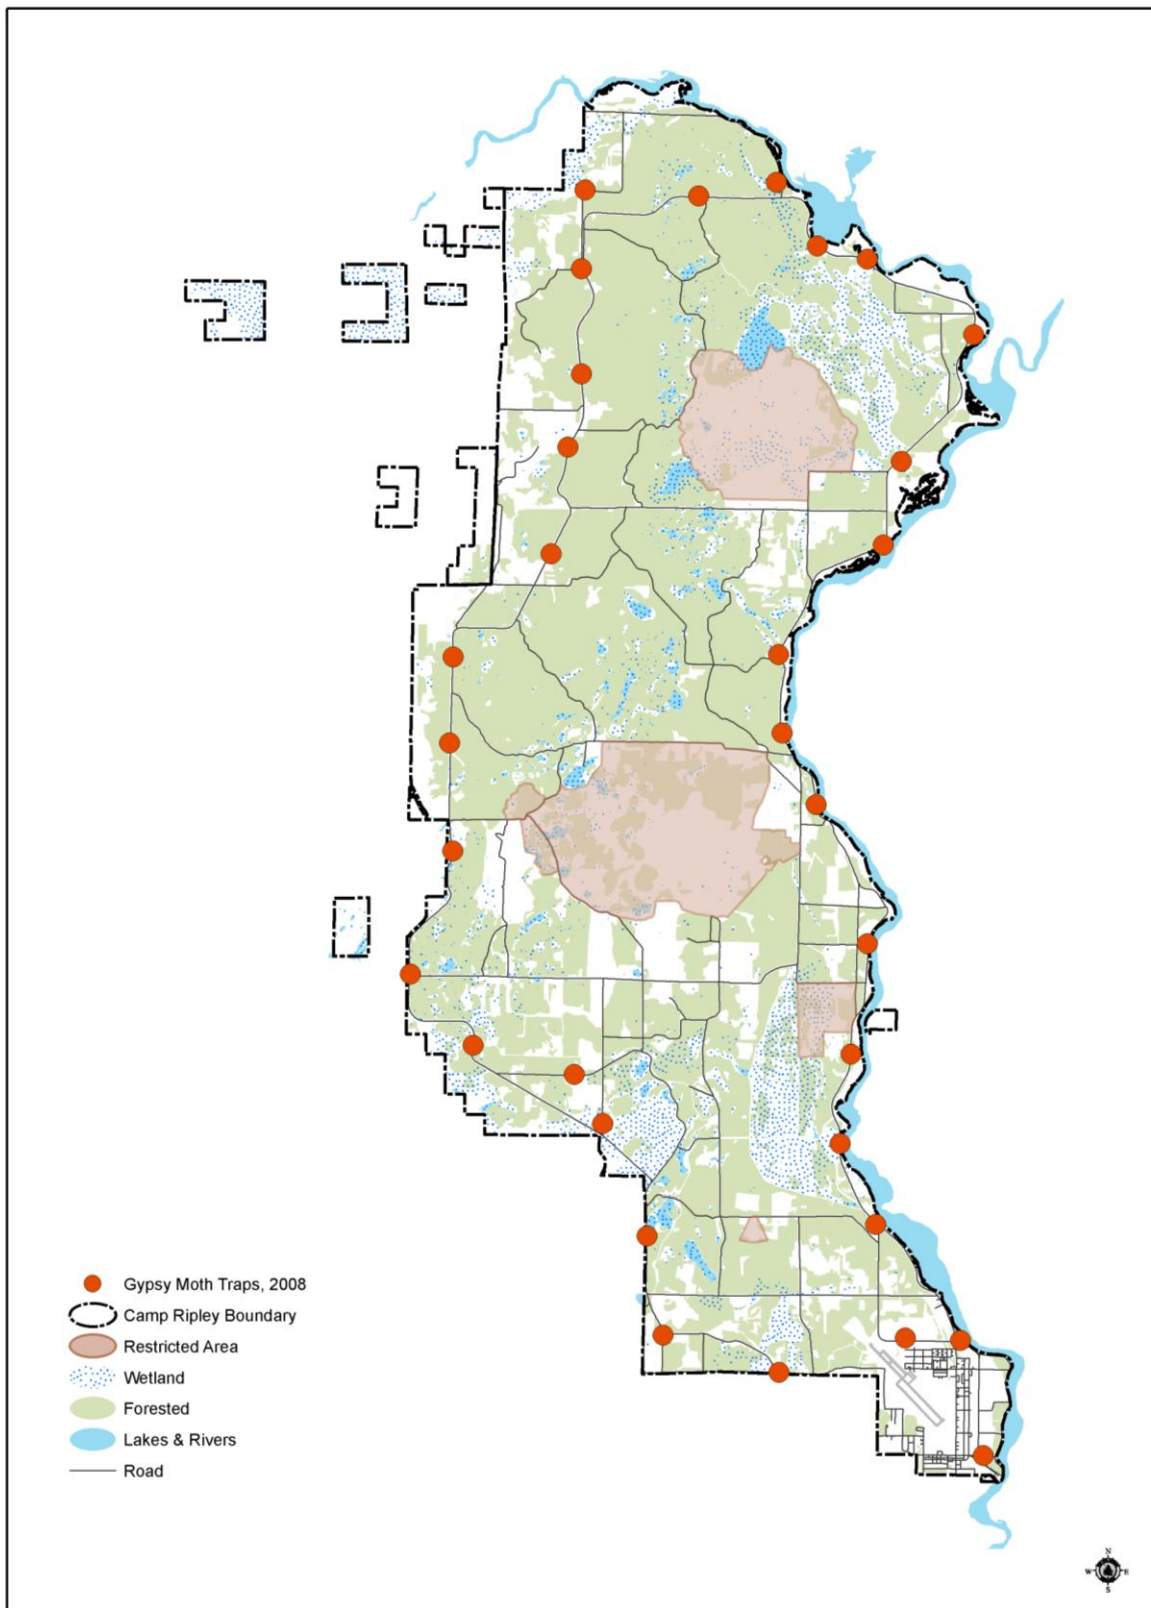 Gypsy Moth Traps, 2008
Camp Ripley Boundary
Restricted Area
Wetland
Forested
Lakes & Rivers
Road
N
W E
S